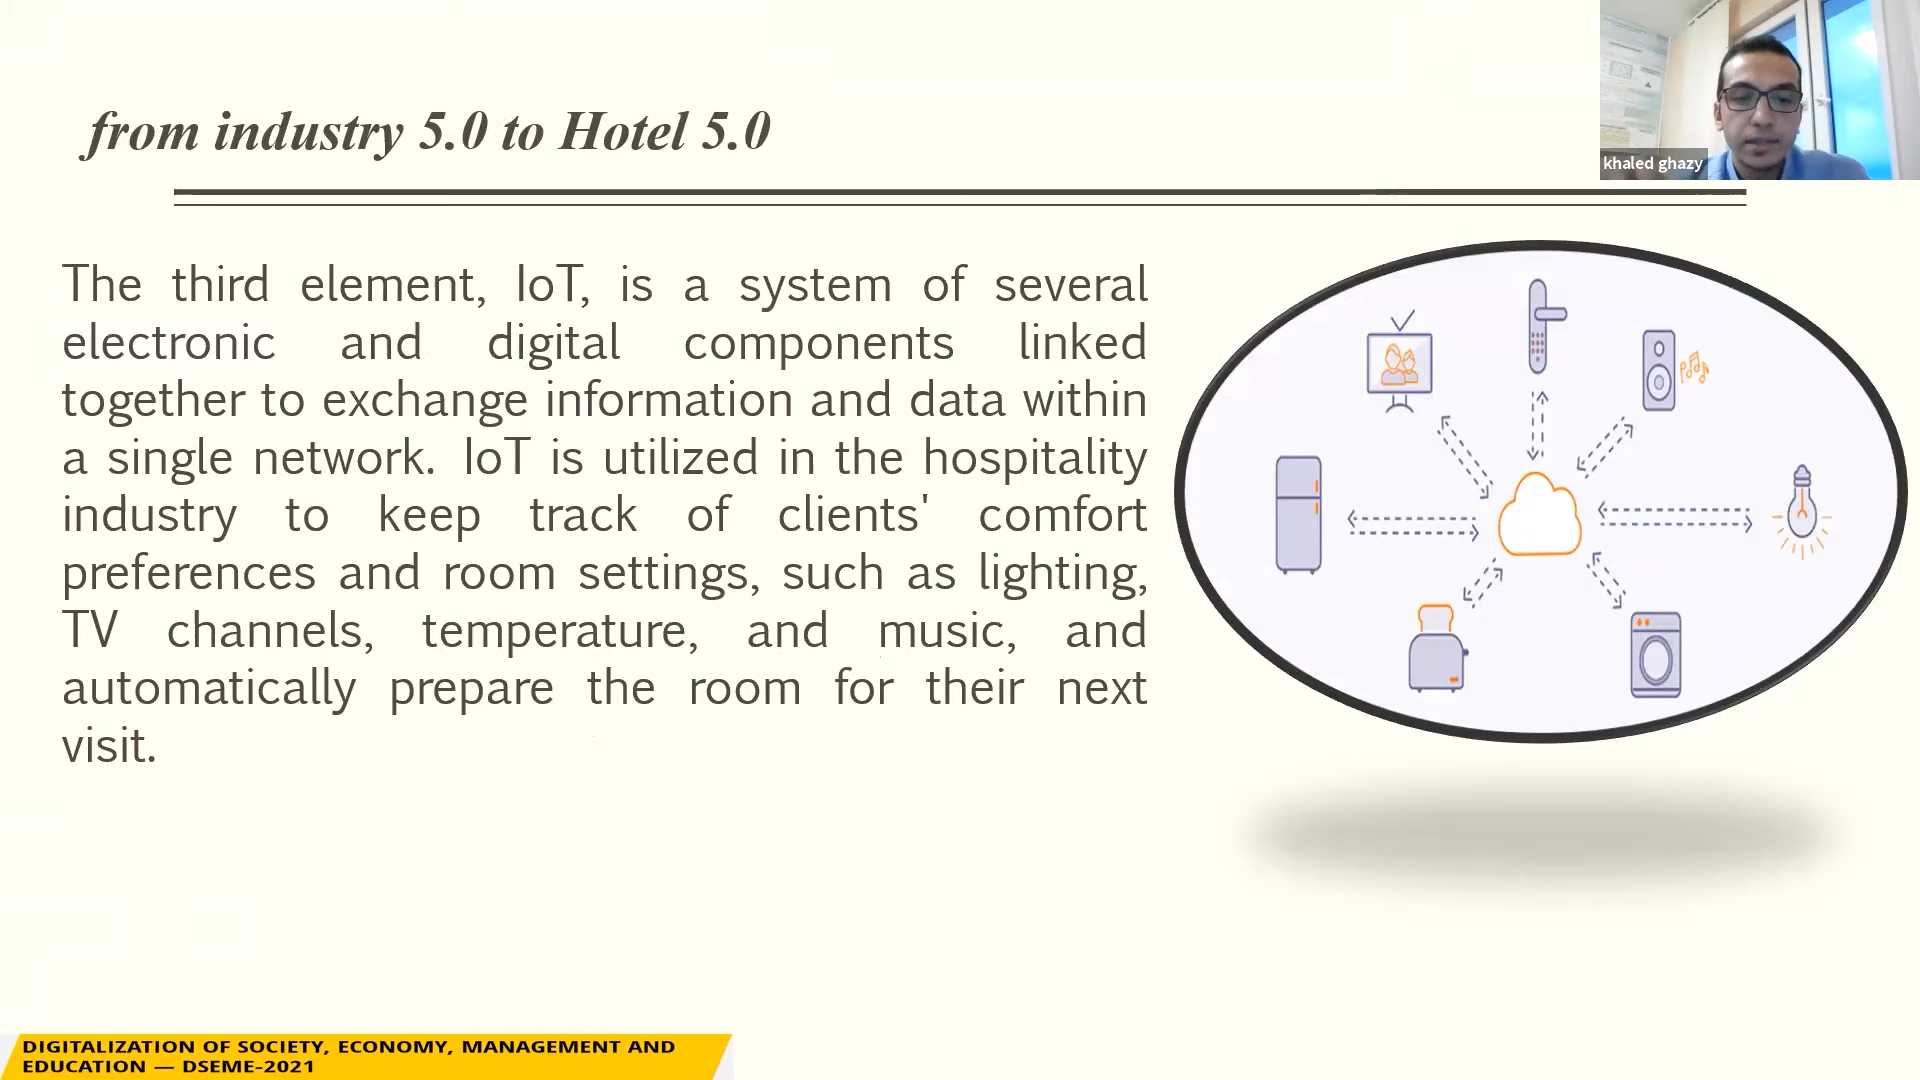 from industry 5.0 to Hotel 5.0
khaled ghazy
The third element, IoT, is a system of several
electronic and digital components linked
together to exchange information and data within
a single network. IoT is utilized in the hospitality
industry to keep track of clients' comfort
preferences and room settings, such as lighting,
TV channels, temperature, and music, and
automatically prepare the room for their next
visit.
DIGITALIZATION OF SOCIETY, ECONOMY, MANAGEMENT AND
EDUCATION — DSEME-2021